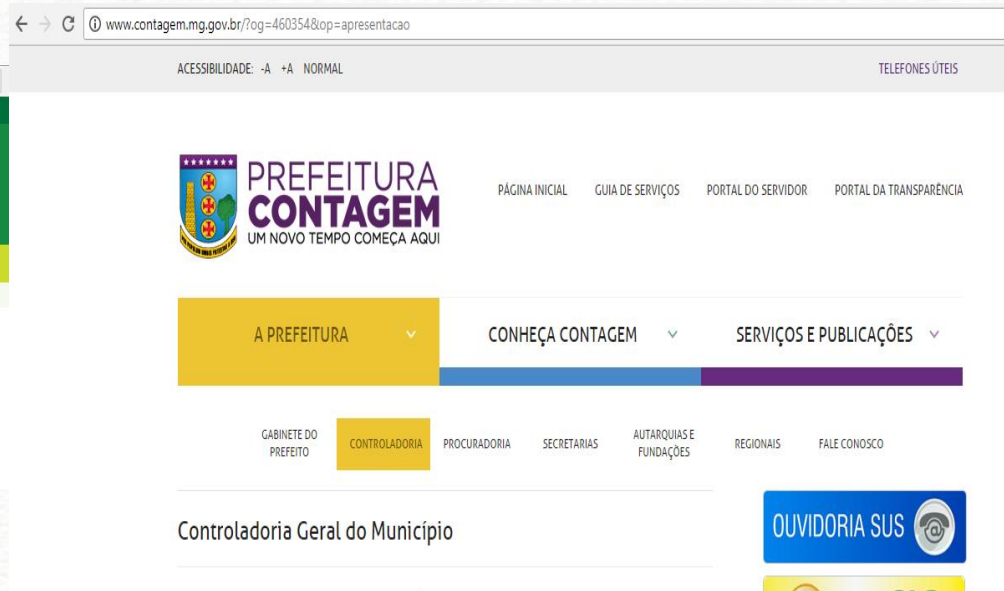 www.contagem.mg.gov.br/?og=460354&op=apresentacao
ACESSIBILIDADE: -A +A NORMAL
TELEFONES ÚTEIS
PREFEITURA
CONTAGEM
UM NOVO TEMPO COMEÇA AQUI
PÁGINA INICIAL GUIA DE SERVIÇOS PORTAL DO SERVIDOR PORTAL DA TRANSPARÊNCIA
A PREFEITURA CONHEÇA CONTAGEM SERVIÇOS E PUBLICAÇÕES
GABINETE DO
PREFEITO
CONTROLADORIA
PROCURADORIA
SECRETARIAS
AUTARQUIAS E
FUNDAÇÕES
REGIONAIS
FALE CONOSCO
Controladoria Geral do Município
OUVIDORIA SUS